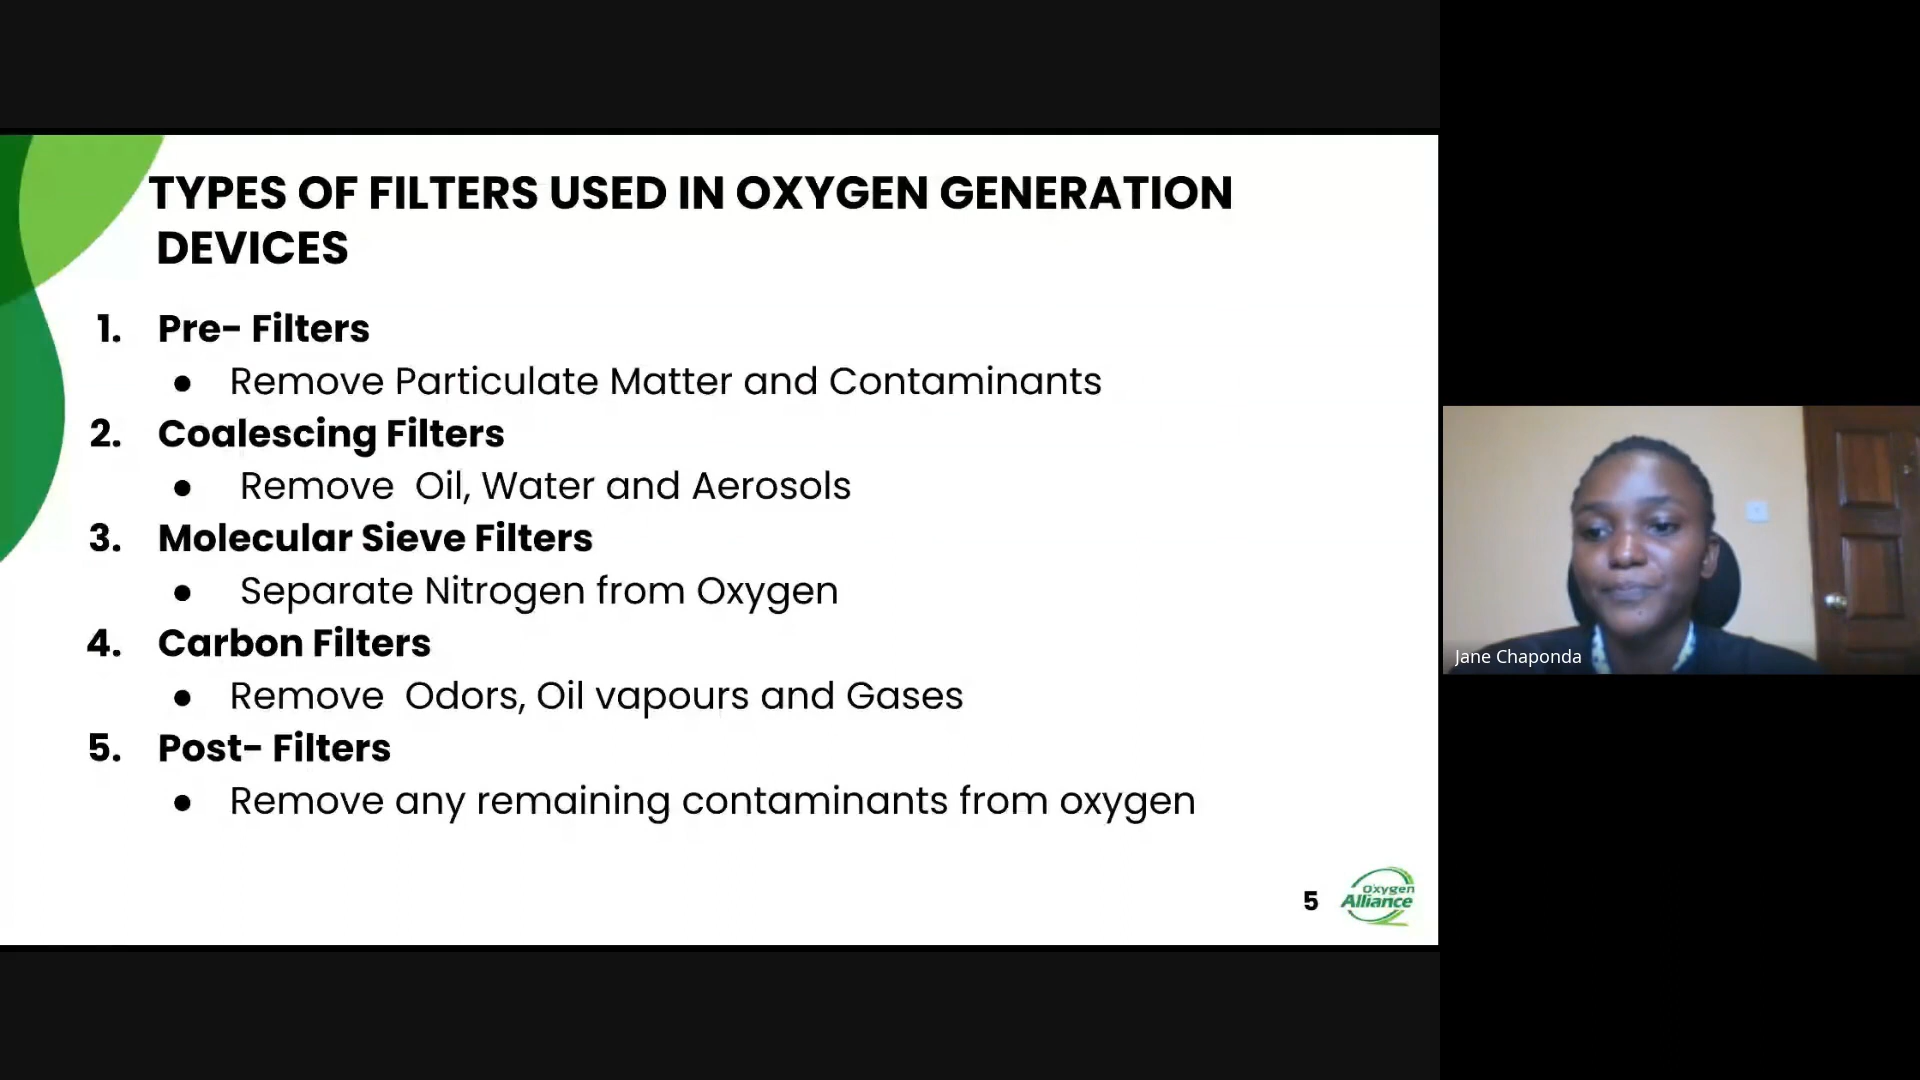 TYPES OF FILTERS USED IN OXYGEN GENERATION
DEVICES
1. Pre- Filters
● Remove Particulate Matter and Contaminants
2. Coalescing Filters
● Remove Oil, Water and Aerosols
3. Molecular Sieve Filters
● Separate Nitrogen from Oxygen
4. Carbon Filters
● Remove Odors, Oil vapours and Gases
5. Post- Filters
● Remove any remaining contaminants from oxygen
5
Oxygen
Alliance
Jane Chaponda